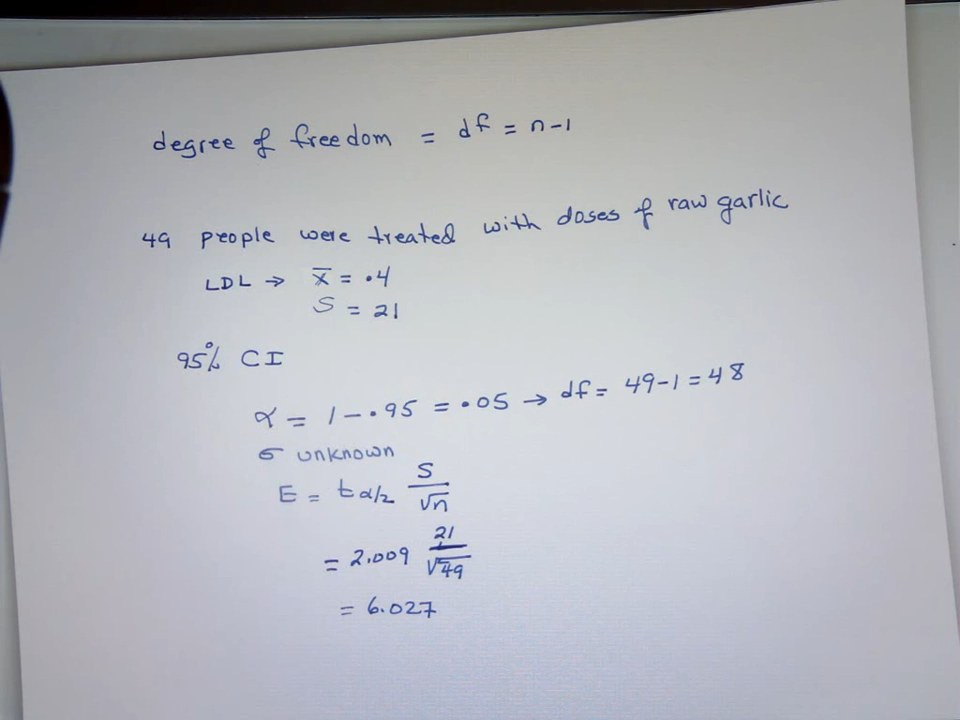 degree of freedom = df = n-1
49 people were treated with doses of raw garlic
LDL → x̄ = .4
S = 21
95% CI
α = 1-.95 = .05 → df = 49-1 = 48
σ unknown
E = tα/2 S/√n
= 2.009 21/√49
= 6.027